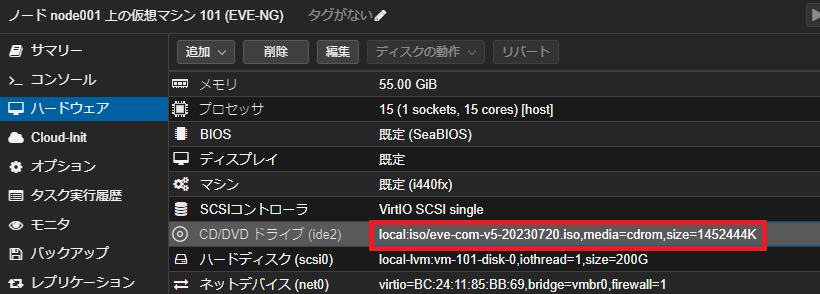 ノード node001 上の仮想マシン 101 (EVE-NG) タグがない
サマリー
コンソール
ハードウェア
Cloud-Init
オプション
タスク実行履歴
モニタ
バックアップ
レプリケーション
追加 削除 編集 ディスクの動作 リバート
メモリ 55.00 GiB
プロセッサ 15 (1 sockets, 15 cores) [host]
BIOS 既定 (SeaBIOS)
ディスプレイ 既定
マシン 既定 (i440fx)
SCSIコントローラ VirtIO SCSI single
CD/DVD ドライブ (ide2) local:iso/eve-com-v5-20230720.iso,media=cdrom,size=1452444K
ハードディスク (scsi0) local-lvm:vm-101-disk-0,iothread=1,size=200G
ネットデバイス (net0) virtio=BC:24:11:85:BB:69,bridge=vmbr0,firewall=1